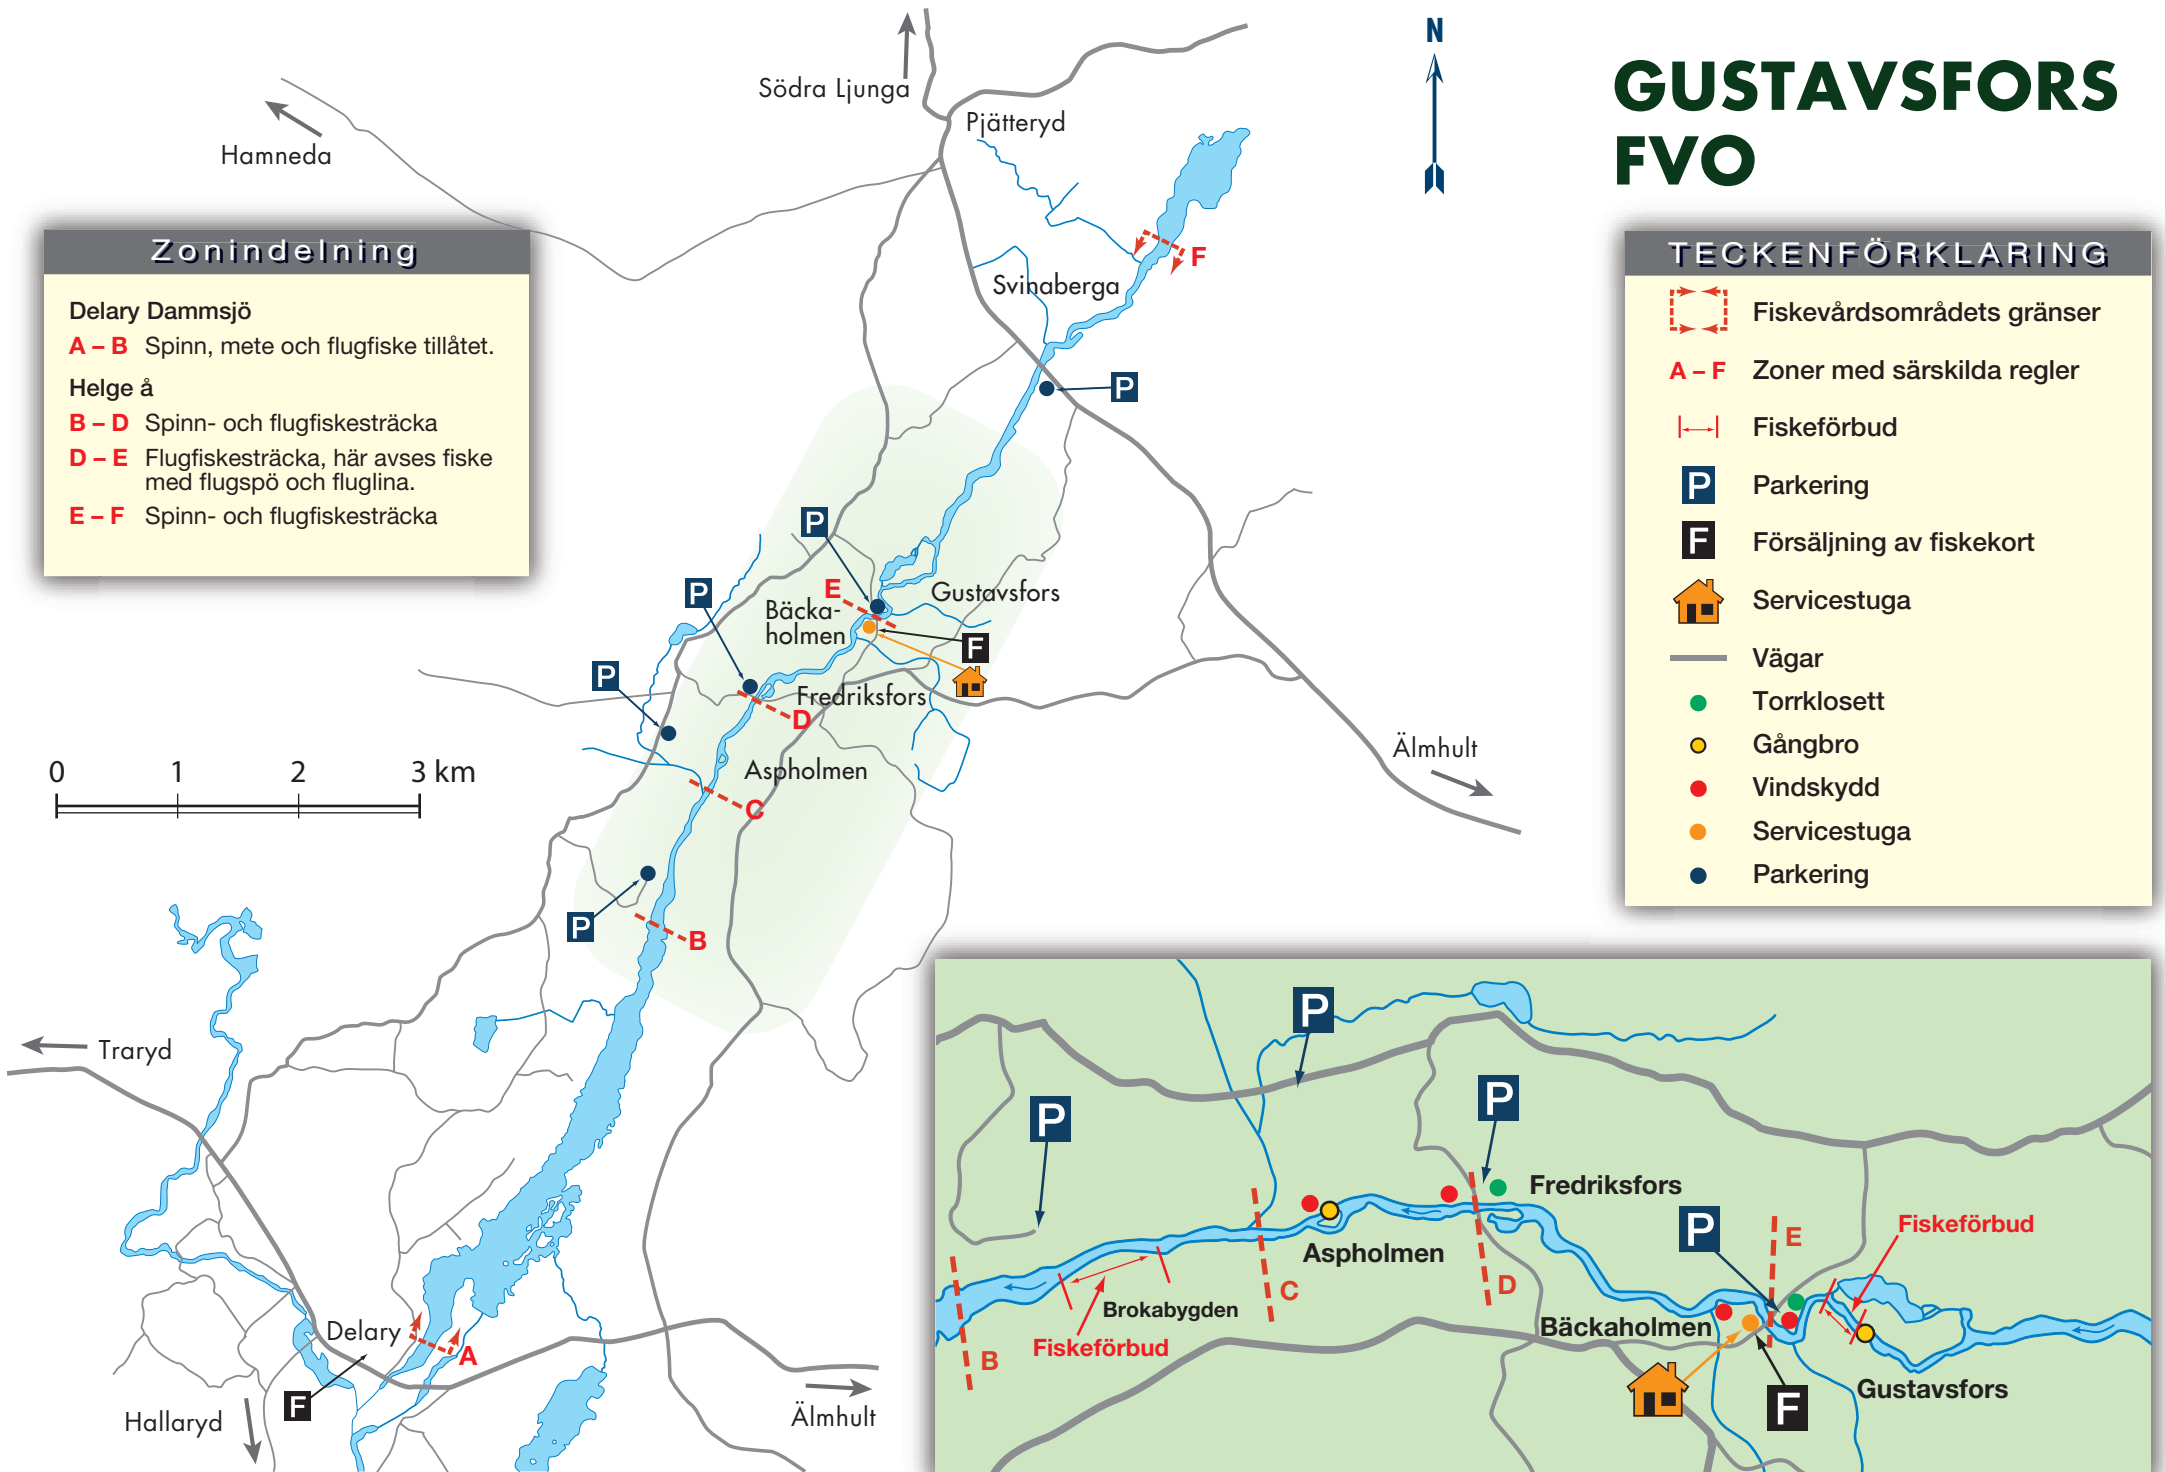 GUSTAVSFORS
FVO
N
Södra Ljunga
Pjätteryd
Hamneda
Svinaberga
F
P
Zonindelning
Delary Dammsjö
A – B Spinn, mete och flugfiske tillåtet.
Helge å
B – D Spinn- och flugfiskesträcka
D – E Flugfiskesträcka, här avses fiske
med flugspö och fluglina.
E – F Spinn- och flugfiskesträcka
TECKENFÖRKLARING
Fiskevårdsområdets gränser
A – F Zoner med särskilda regler
Fiskeförbud
P Parkering
F Försäljning av fiskekort
Servicestuga
Vägar
Torrklosett
Gångbro
Vindskydd
Servicestuga
Parkering
P
P
E
Gustavsfors
Bäcka-
holmen
F
P
Fredriksfors
D
Aspholmen
C
Älmhult
0 1 2 3 km
P
B
Traryd
Delary
A
F
Hallaryd
Älmhult
P
P
P
Fredriksfors
P
E
Fiskeförbud
Aspholmen
C
D
Brokabygden
Fiskeförbud
B
Bäckaholmen
F
Gustavsfors